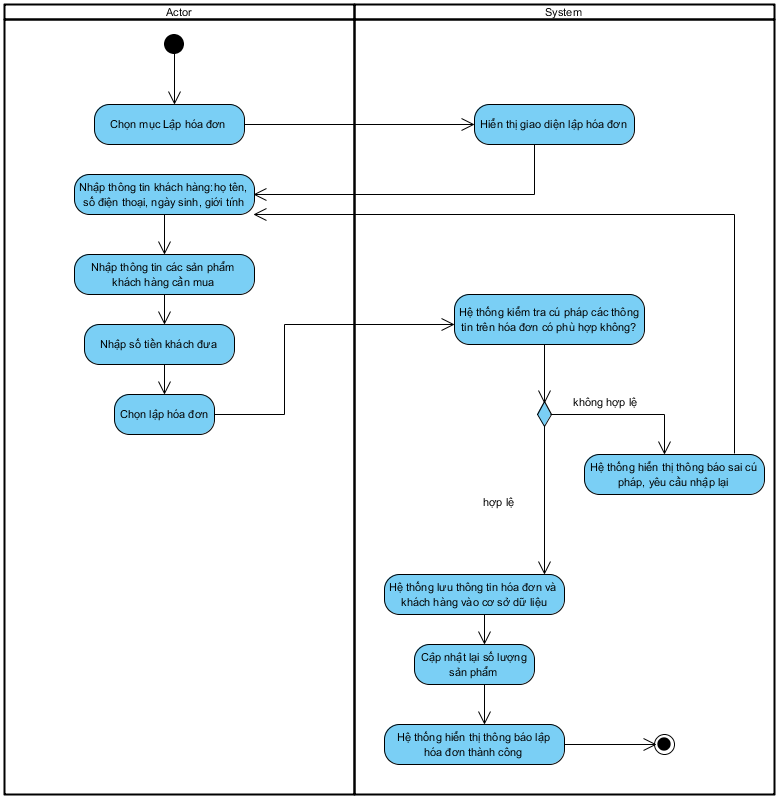 Actor
System
Chọn mục Lập hóa đơn
Hiển thị giao diện lập hóa đơn
Nhập thông tin khách hàng:họ tên,
số điện thoại, ngày sinh, giới tính
Nhập thông tin các sản phẩm
khách hàng cần mua
Hệ thống kiểm tra cú pháp các thông
tin trên hóa đơn có phù hợp không?
Nhập số tiền khách đưa
Chọn lập hóa đơn
không hợp lệ
Hệ thống hiển thị thông báo sai cú
pháp, yêu cầu nhập lại
hợp lệ
Hệ thống lưu thông tin hóa đơn và
khách hàng vào cơ sở dữ liệu
Cập nhật lại số lượng
sản phẩm
Hệ thống hiển thị thông báo lập
hóa đơn thành công